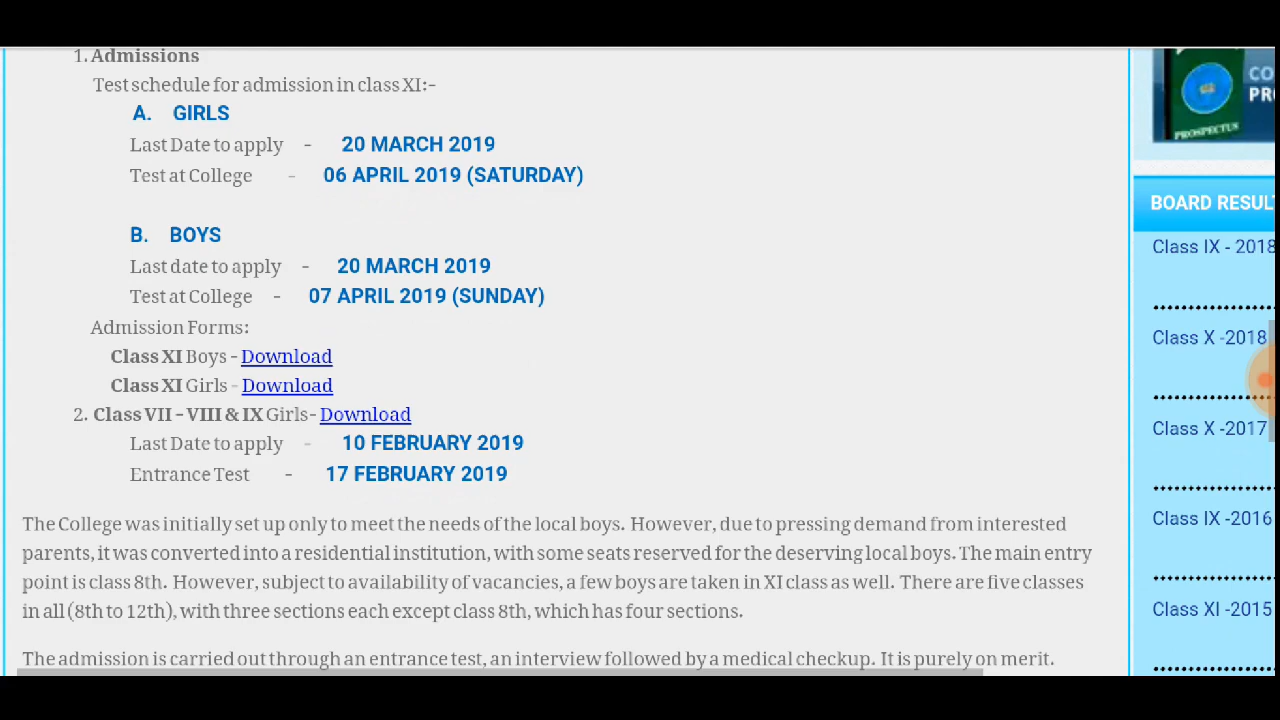 1. Admissions
Test schedule for admission in class XI:-
A. GIRLS
Last Date to apply - 20 MARCH 2019
Test at College - 06 APRIL 2019 (SATURDAY)
B. BOYS
Last date to apply - 20 MARCH 2019
Test at College - 07 APRIL 2019 (SUNDAY)
Admission Forms:
Class XI Boys - Download
Class XI Girls - Download
2. Class VII - VIII & IX Girls- Download
Last Date to apply - 10 FEBRUARY 2019
Entrance Test - 17 FEBRUARY 2019
The College was initially set up only to meet the needs of the local boys. However, due to pressing demand from interested
parents, it was converted into a residential institution, with some seats reserved for the deserving local boys. The main entry
point is class 8th. However, subject to availability of vacancies, a few boys are taken in XI class as well. There are five classes
in all (8th to 12th), with three sections each except class 8th, which has four sections.
The admission is carried out through an entrance test, an interview followed by a medical checkup. It is purely on merit.
PROSPECTUS
CO
PR
BOARD RESUL
Class IX - 2018
Class X -2018
Class X -2017
Class IX -2016
Class XI -2015